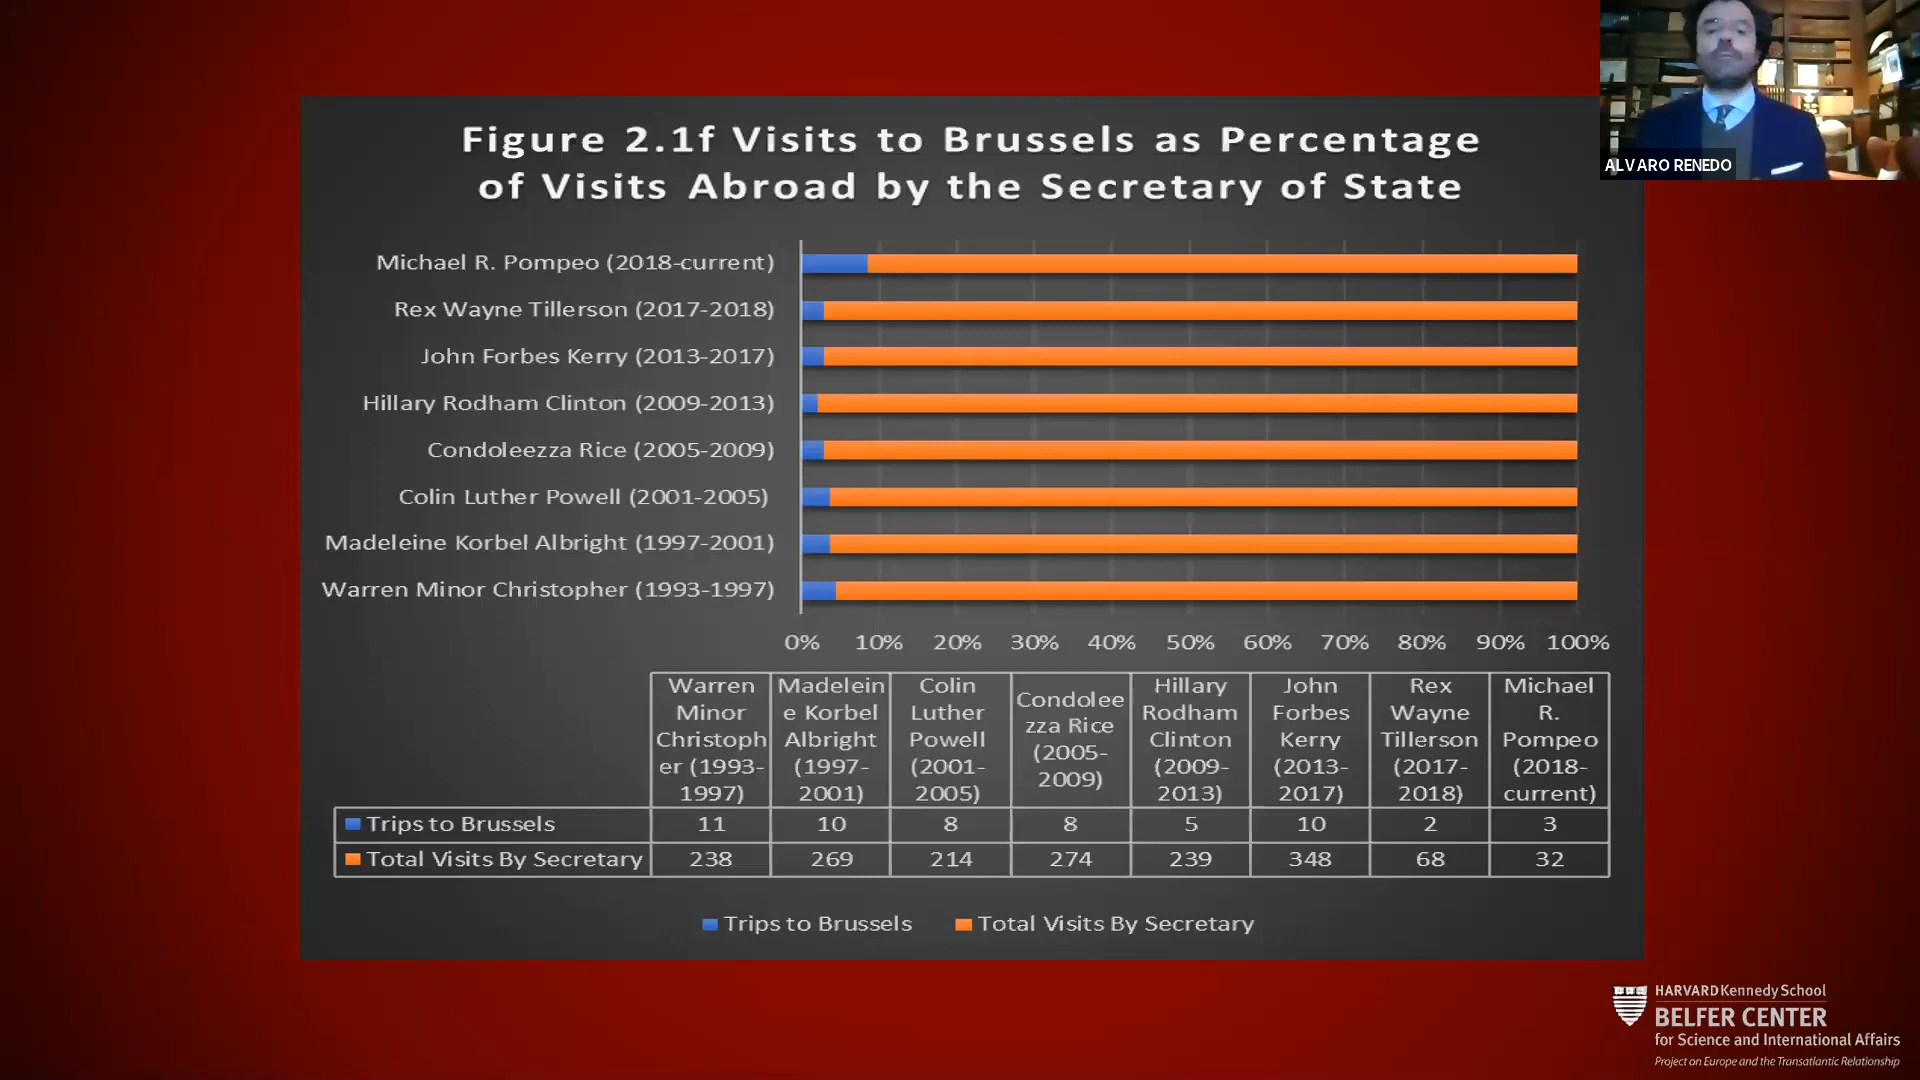 ALVARO RENEDO
Figure 2.1f Visits to Brussels as Percentage
of Visits Abroad by the Secretary of State
Michael R. Pompeo (2018-current)
Rex Wayne Tillerson (2017-2018)
John Forbes Kerry (2013-2017)
Hillary Rodham Clinton (2009-2013)
Condoleezza Rice (2005-2009)
Colin Luther Powell (2001-2005)
Madeleine Korbel Albright (1997-2001)
Warren Minor Christopher (1993-1997)
0% 10% 20% 30% 40% 50% 60% 70% 80% 90% 100%
Warren
Minor
Christoph
er (1993-
1997)
Madelein
e Korbel
Albright
(1997-
2001)
Colin
Luther
Powell
(2001-
2005)
Condolee
zza Rice
(2005-
2009)
Hillary
Rodham
Clinton
(2009-
2013)
John
Forbes
Kerry
(2013-
2017)
Rex
Wayne
Tillerson
(2017-
2018)
Michael
R.
Pompeo
(2018-
current)
Trips to Brussels 11 10 8 8 5 10 2 3
Total Visits By Secretary 238 269 214 274 239 348 68 32
Trips to Brussels Total Visits By Secretary
HARVARD Kennedy School
BELFER CENTER
for Science and International Affairs
Project on Europe and the Transatlantic Relationship